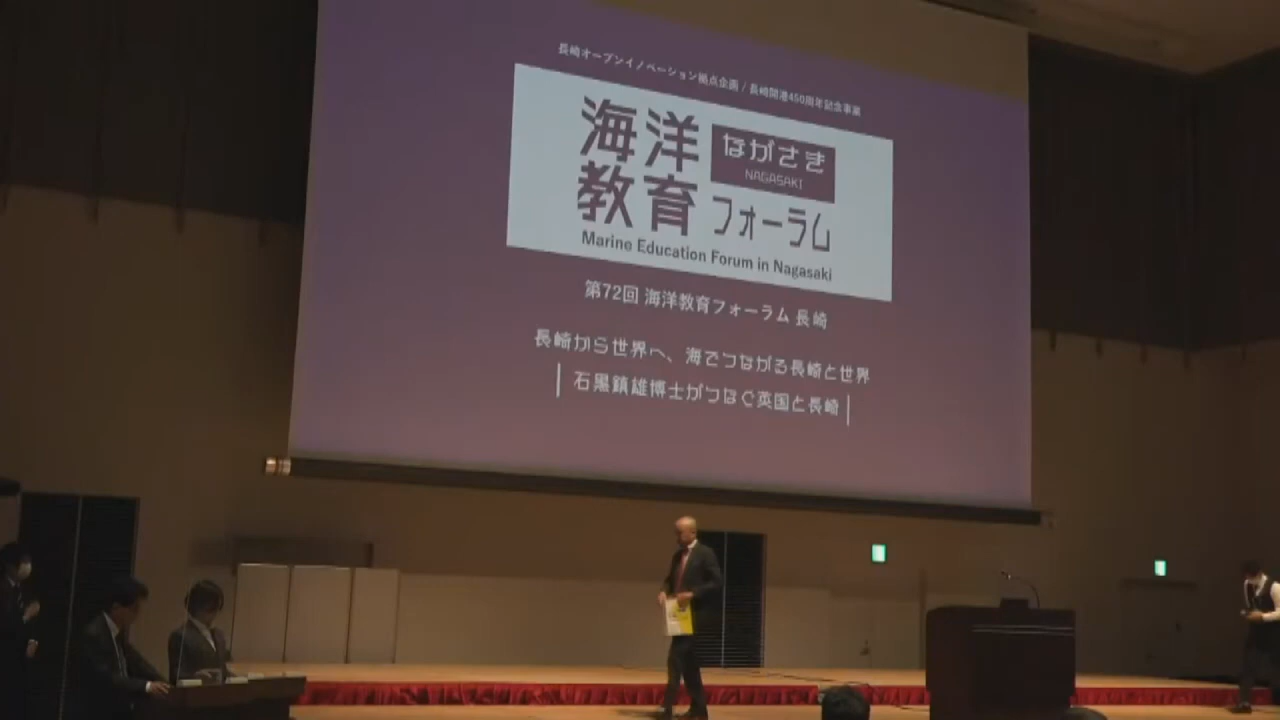 長崎オープンイノベーション拠点企画 / 長崎開港450周年記念事業
海洋
教育
ながさき
NAGASAKI
フォーラム
Marine Education Forum in Nagasaki
第72回 海洋教育フォーラム 長崎
長崎から世界へ、海でつながる長崎と世界
石黒鎮雄博士がつなぐ英国と長崎